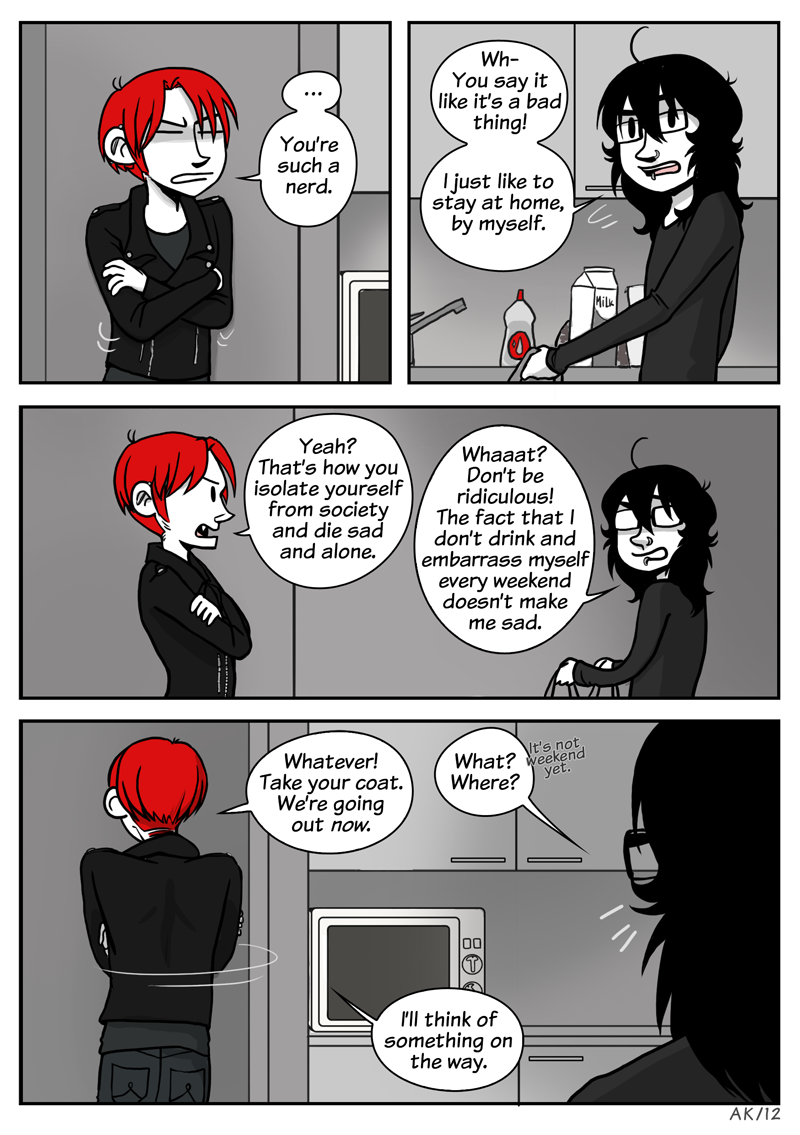 ...
You're
such a
nerd.
Wh-
You say it
like it's a bad
thing!
I just like to
stay at home,
by myself.
MiLK
Yeah?
That's how you
isolate yourself
from society
and die sad
and alone.
Whaaat?
Don't be
ridiculous!
The fact that I
don't drink and
embarrass myself
every weekend
doesn't make
me sad.
Whatever!
Take your coat.
We're going
out now.
What?
Where?
It's not
weekend
yet.
I'll think of
something on
the way.
AK/12